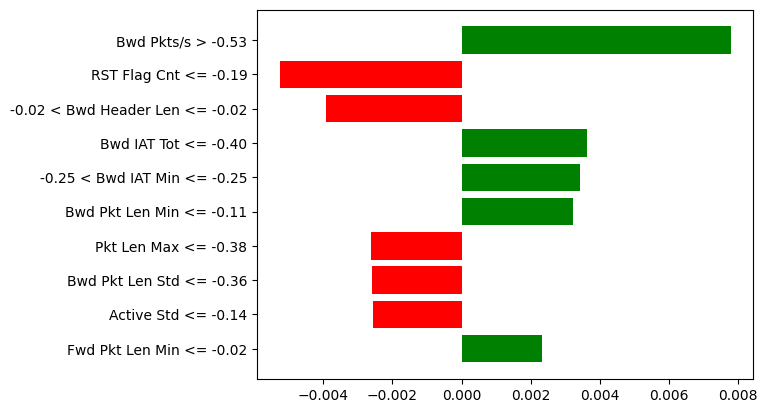 Bwd Pkts/s > -0.53
RST Flag Cnt <= -0.19
-0.02 < Bwd Header Len <= -0.02
Bwd IAT Tot <= -0.40
-0.25 < Bwd IAT Min <= -0.25
Bwd Pkt Len Min <= -0.11
Pkt Len Max <= -0.38
Bwd Pkt Len Std <= -0.36
Active Std <= -0.14
Fwd Pkt Len Min <= -0.02
−0.004 −0.002 0.000 0.002 0.004 0.006 0.008